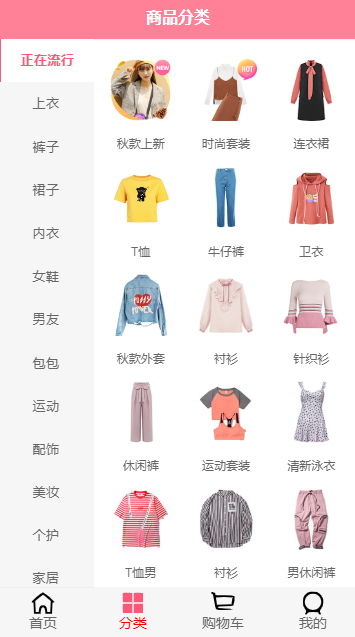 商品分类
正在流行
上衣
裤子
裙子
内衣
女鞋
男友
包包
运动
配饰
美妆
个护
家居
NEW
HOT
秋款上新
时尚套装
连衣裙
T恤
牛仔裤
卫衣
秋款外套
衬衫
针织衫
休闲裤
运动套装
清新泳衣
T恤男
衬衫
男休闲裤
首页
分类
购物车
我的